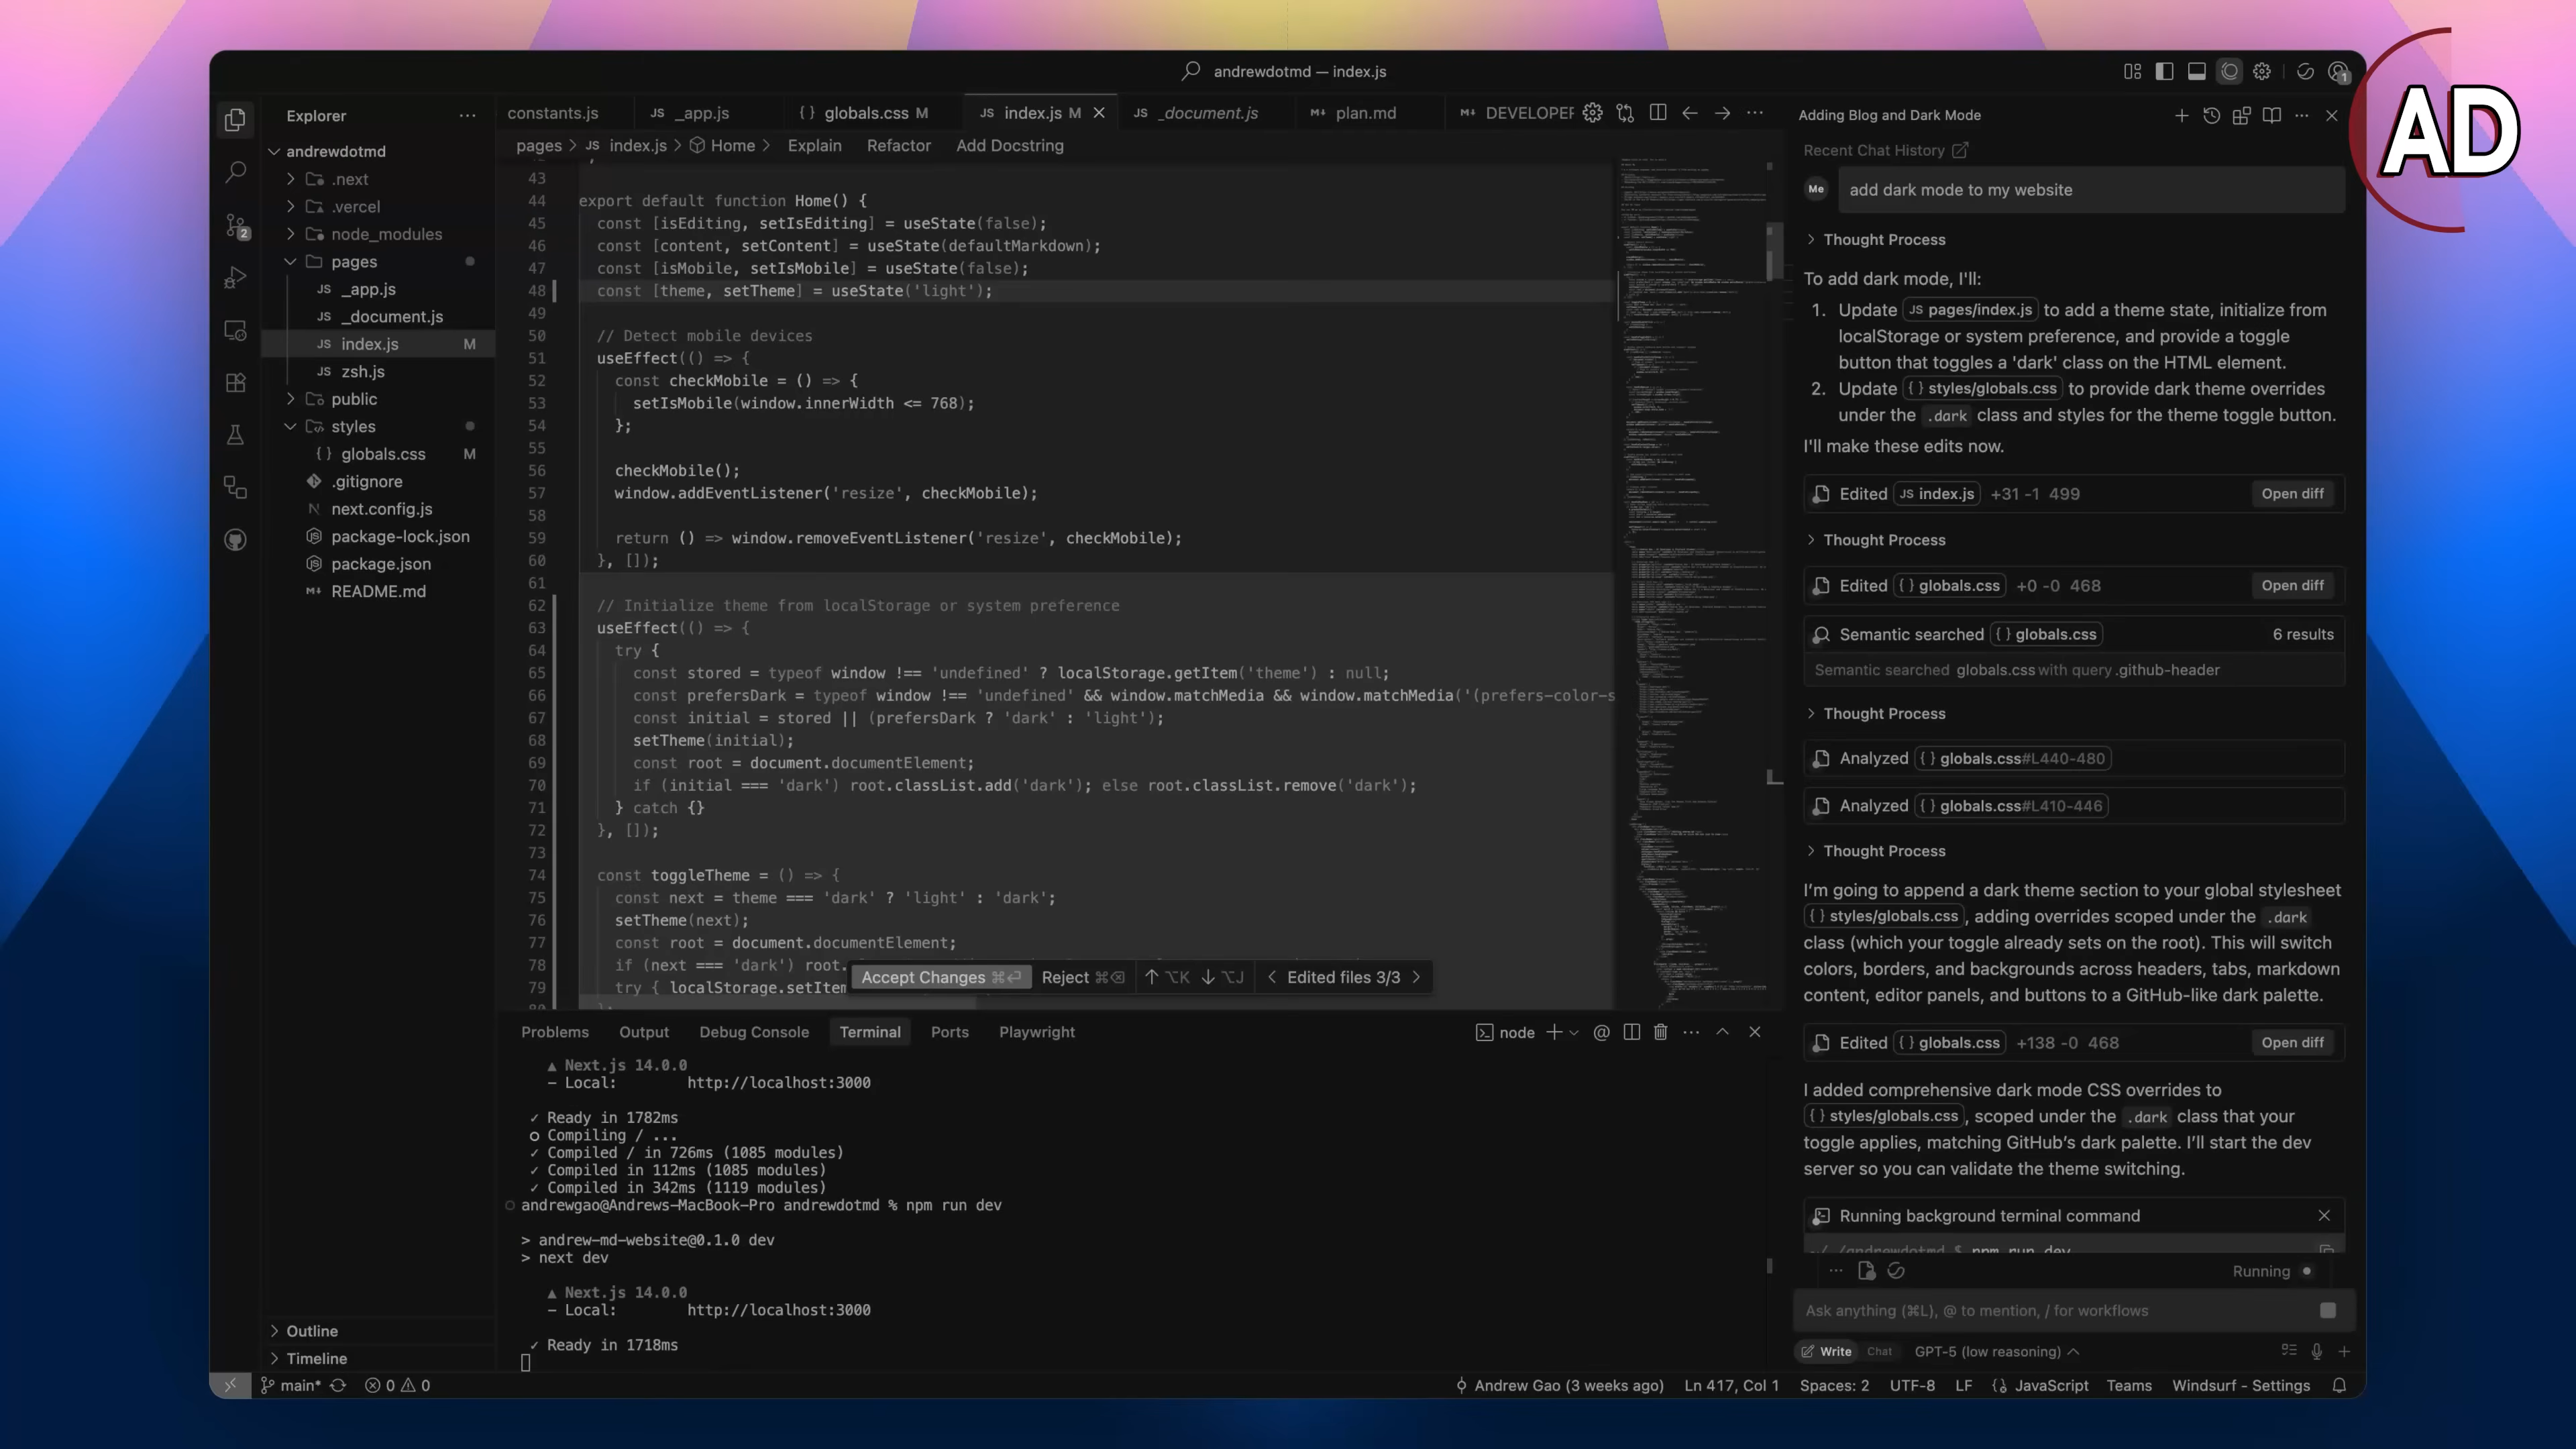 andrewdotmd — index.js
1
AD
Explorer
andrewdotmd
.next
.vercel
node_modules
pages
JS _app.js
JS _document.js
JS index.js M
JS zsh.js
public
styles
{ } globals.css M
.gitignore
N next.config.js
package-lock.json
package.json
M↓ README.md
Outline
Timeline
2
constants.js
JS _app.js
{ } globals.css M
JS index.js M
JS _document.js
M↓ plan.md
M↓ DEVELOPER
pages > JS index.js > Home > Explain Refactor Add Docstring
43
44 export default function Home() {
45 const [isEditing, setIsEditing] = useState(false);
46 const [content, setContent] = useState(defaultMarkdown);
47 const [isMobile, setIsMobile] = useState(false);
48 const [theme, setTheme] = useState('light');
49
50 // Detect mobile devices
51 useEffect(() => {
52 const checkMobile = () => {
53 setIsMobile(window.innerWidth <= 768);
54 };
55
56 checkMobile();
57 window.addEventListener('resize', checkMobile);
58
59 return () => window.removeEventListener('resize', checkMobile);
60 }, []);
61
62 // Initialize theme from localStorage or system preference
63 useEffect(() => {
64 try {
65 const stored = typeof window !== 'undefined' ? localStorage.getItem('theme') : null;
66 const prefersDark = typeof window !== 'undefined' && window.matchMedia && window.matchMedia('(prefers-color-s
67 const initial = stored || (prefersDark ? 'dark' : 'light');
68 setTheme(initial);
69 const root = document.documentElement;
70 if (initial === 'dark') root.classList.add('dark'); else root.classList.remove('dark');
71 } catch {}
72 }, []);
73
74 const toggleTheme = () => {
75 const next = theme === 'dark' ? 'light' : 'dark';
76 setTheme(next);
77 const root = document.documentElement;
78 if (next === 'dark') root.
79 try { localStorage.setItem
80 };
Accept Changes ⌘⏎ Reject ⌘⌫ ↑ ⌥K ↓ ⌥J < Edited files 3/3 >
Problems Output Debug Console Terminal Ports Playwright
node
▲ Next.js 14.0.0
- Local: http://localhost:3000
✓ Ready in 1782ms
○ Compiling / ...
✓ Compiled / in 726ms (1085 modules)
✓ Compiled in 112ms (1085 modules)
✓ Compiled in 342ms (1119 modules)
andrewgao@Andrews-MacBook-Pro andrewdotmd % npm run dev
> andrew-md-website@0.1.0 dev
> next dev
▲ Next.js 14.0.0
- Local: http://localhost:3000
✓ Ready in 1718ms
Adding Blog and Dark Mode
Recent Chat History
Me add dark mode to my website
> Thought Process
To add dark mode, I'll:
1. Update JS pages/index.js to add a theme state, initialize from
localStorage or system preference, and provide a toggle
button that toggles a 'dark' class on the HTML element.
2. Update { } styles/globals.css to provide dark theme overrides
under the .dark class and styles for the theme toggle button.
I'll make these edits now.
Edited JS index.js +31 -1 499 Open diff
> Thought Process
Edited { } globals.css +0 -0 468 Open diff
Semantic searched { } globals.css 6 results
Semantic searched globals.css with query .github-header
> Thought Process
Analyzed { } globals.css#L440-480
Analyzed { } globals.css#L410-446
> Thought Process
I'm going to append a dark theme section to your global stylesheet
{ } styles/globals.css, adding overrides scoped under the .dark
class (which your toggle already sets on the root). This will switch
colors, borders, and backgrounds across headers, tabs, markdown
content, editor panels, and buttons to a GitHub-like dark palette.
Edited { } globals.css +138 -0 468 Open diff
I added comprehensive dark mode CSS overrides to
{ } styles/globals.css, scoped under the .dark class that your
toggle applies, matching GitHub's dark palette. I'll start the dev
server so you can validate the theme switching.
Running background terminal command
~/ /andrewdotmd $ npm run dev
Running
Ask anything (⌘L), @ to mention, / for workflows
Write Chat GPT-5 (low reasoning)
main* 0 0
Andrew Gao (3 weeks ago) Ln 417, Col 1 Spaces: 2 UTF-8 LF JavaScript Teams Windsurf - Settings